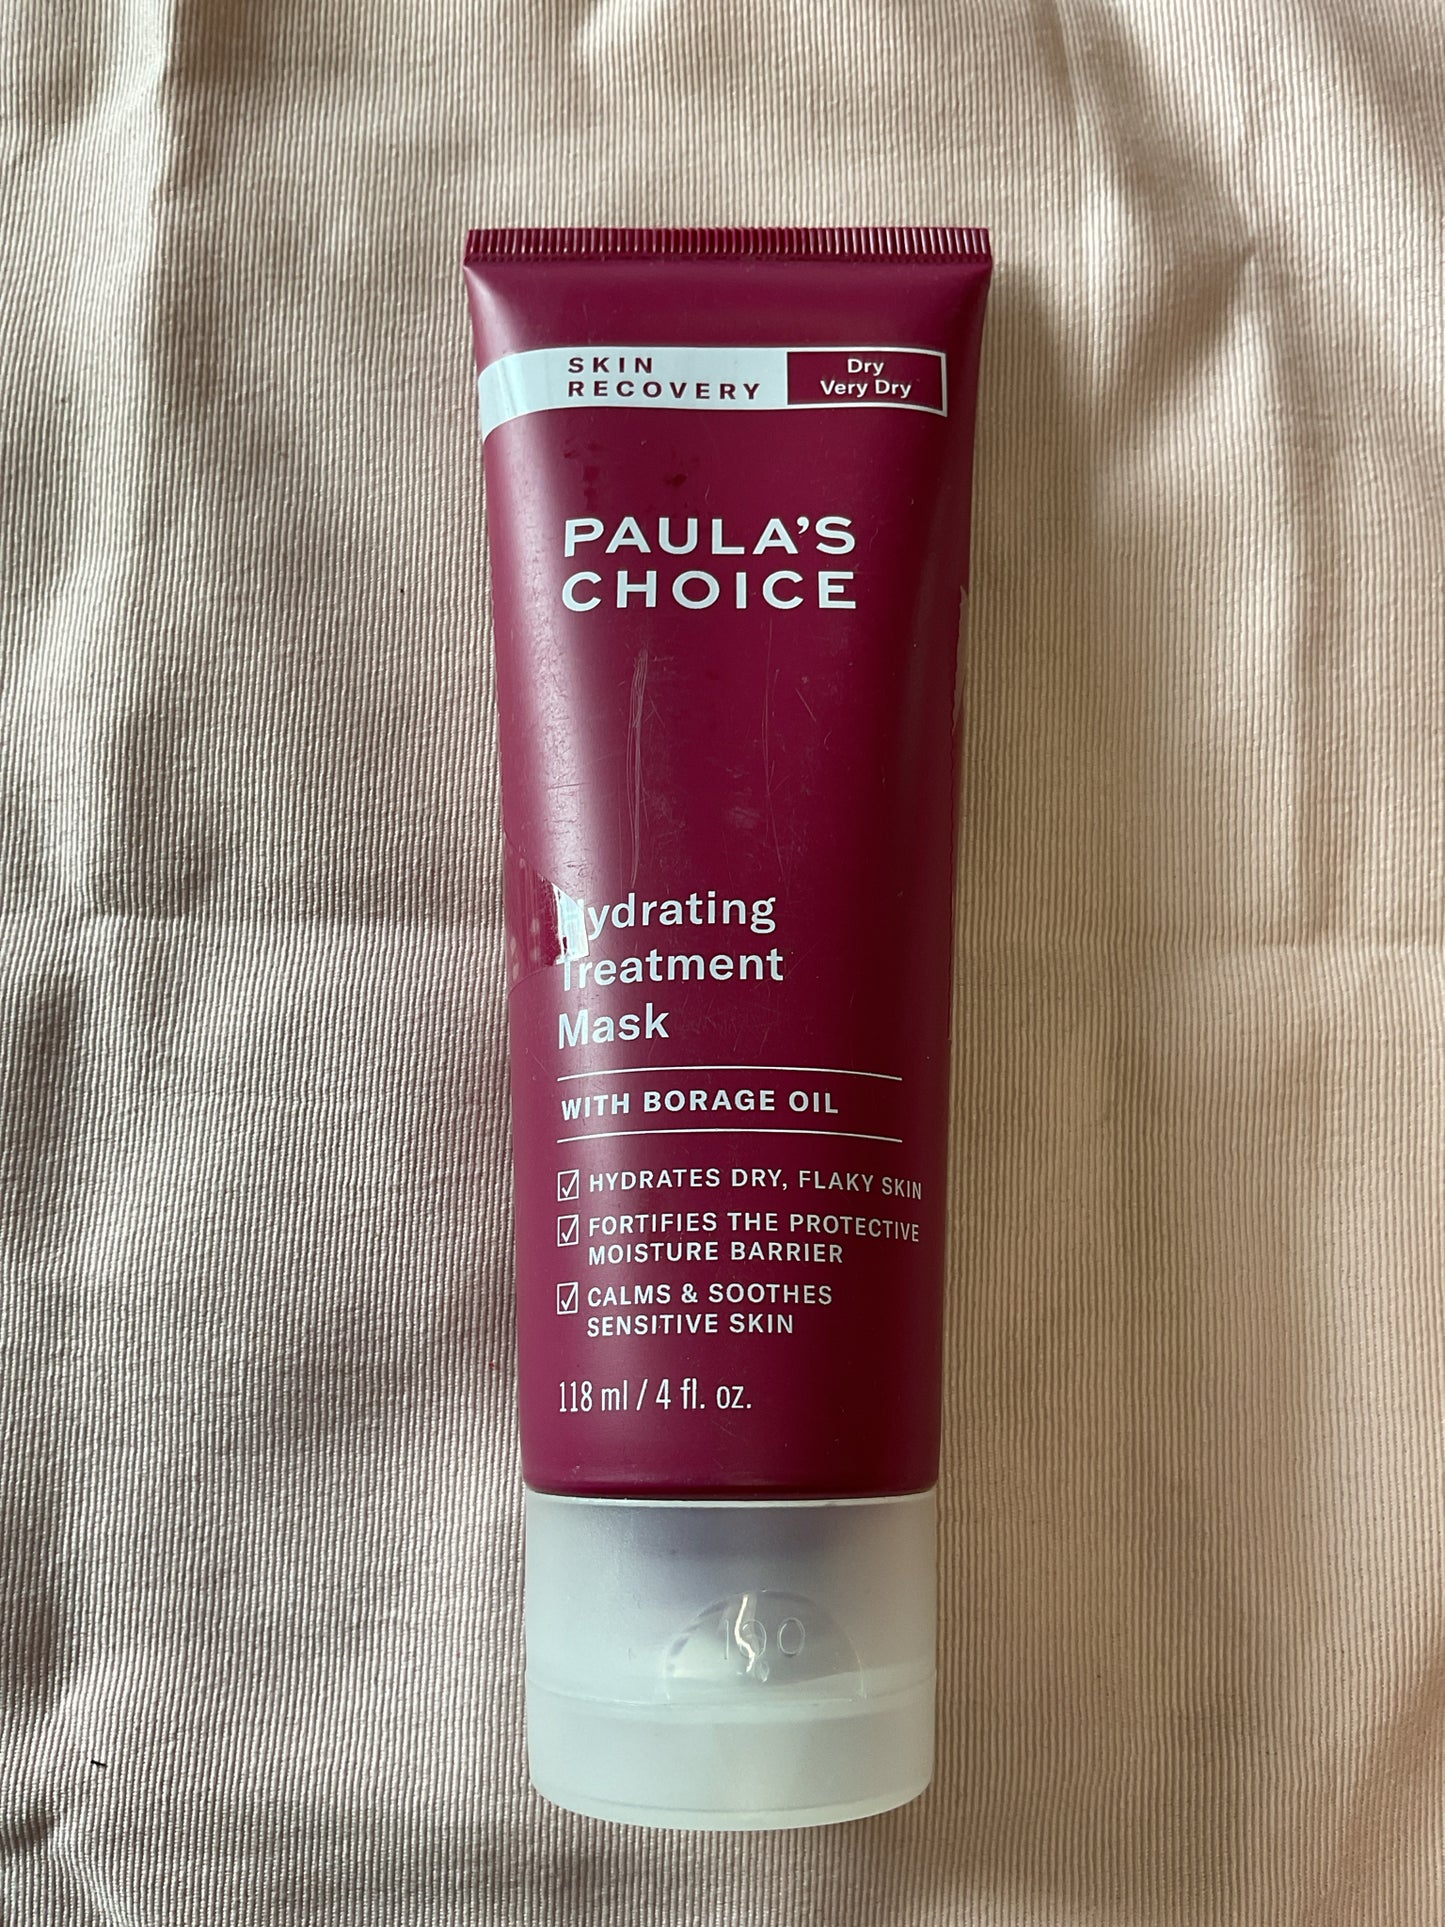 SKIN
RECOVERY
Dry
Very Dry
PAULA'S
CHOICE
Hydrating
Treatment
Mask
WITH BORAGE OIL
HYDRATES DRY, FLAKY SKIN
FORTIFIES THE PROTECTIVE
MOISTURE BARRIER
CALMS & SOOTHES
SENSITIVE SKIN
118 ml / 4 fl. oz.